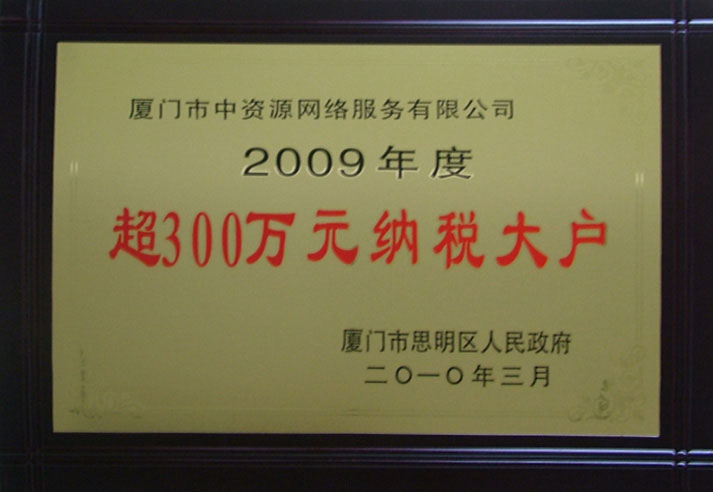 厦门市中资源网络服务有限公司
2009年度
超300万元纳税大户
厦门市思明区人民政府
二〇一〇年三月